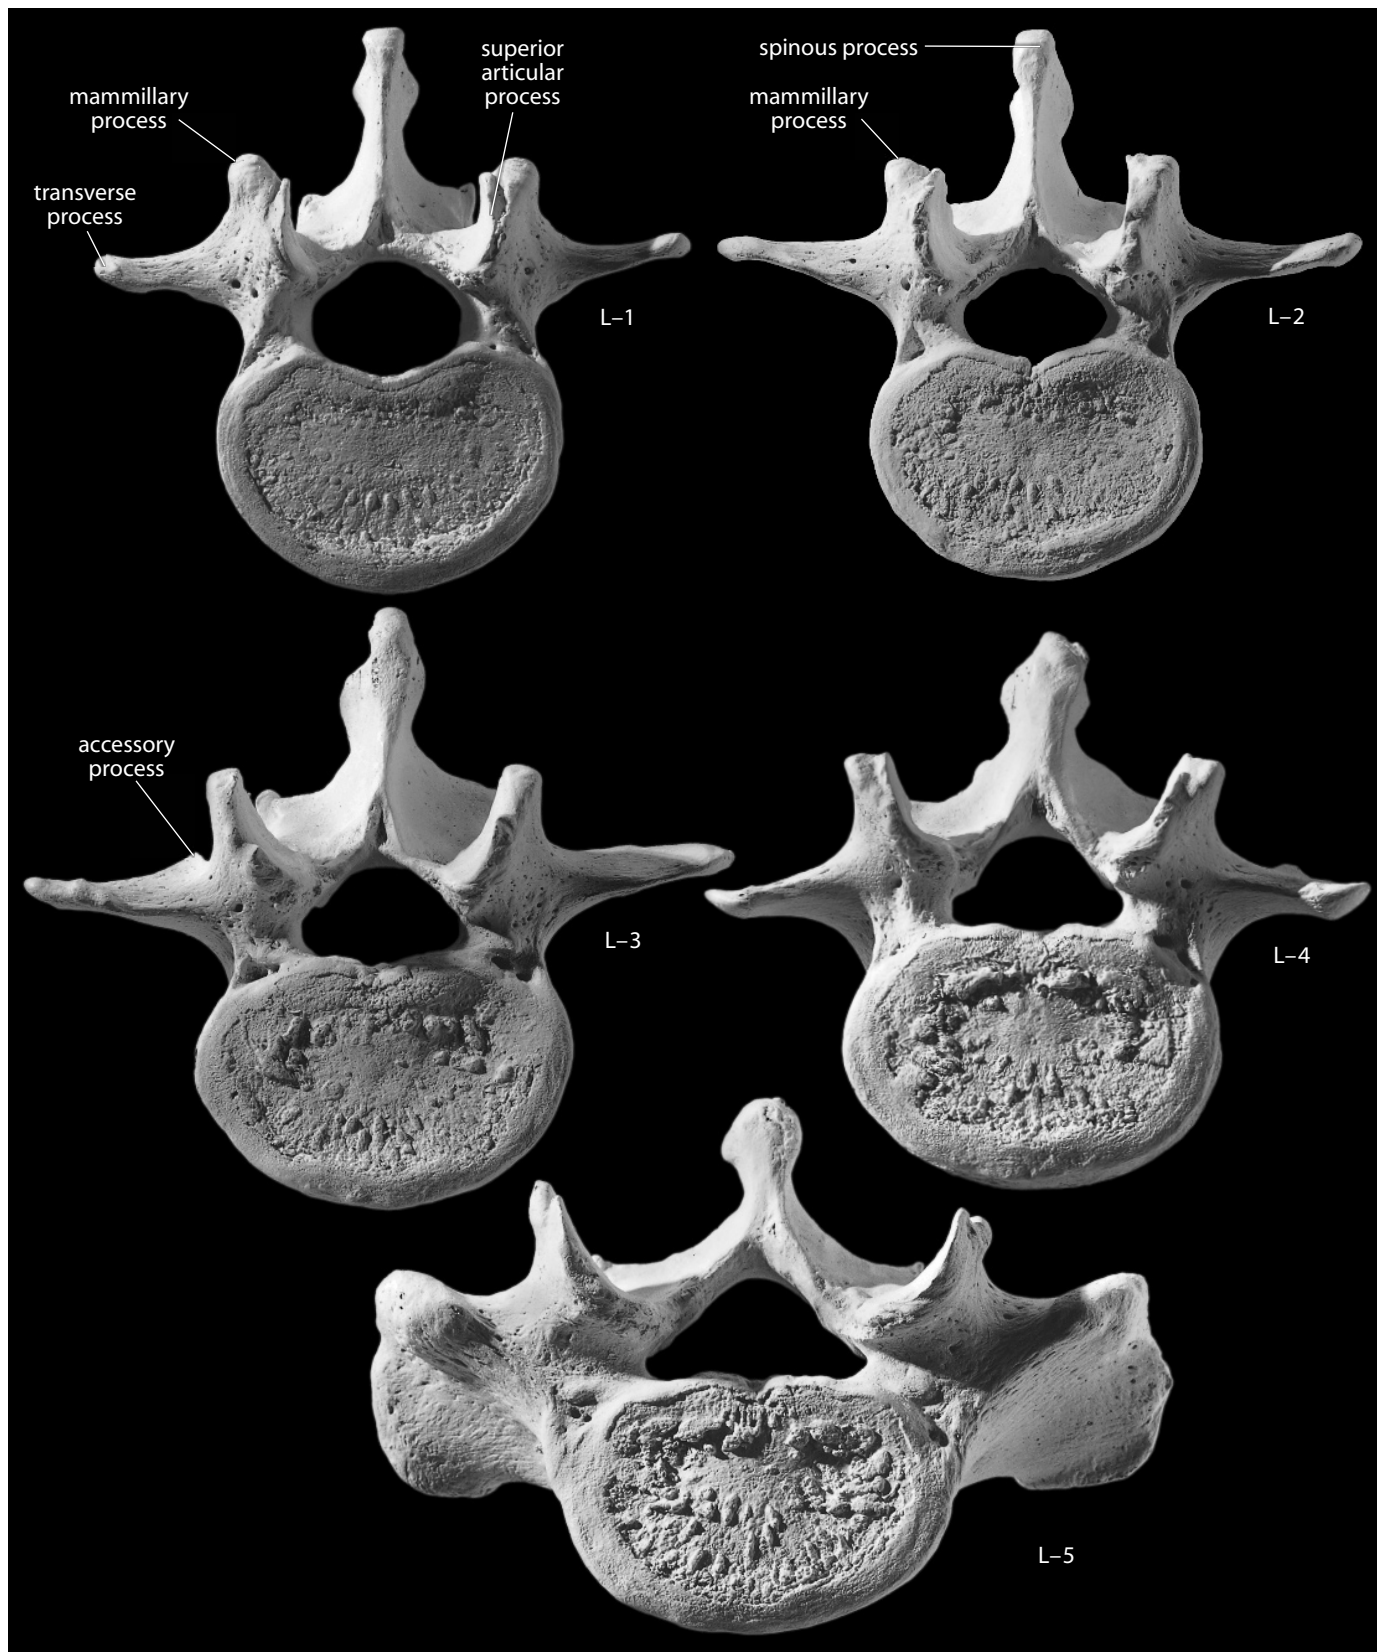 superior
articular
process
mammillary
process
transverse
process
L–1
spinous process
mammillary
process
L–2
accessory
process
L–3
L–4
L–5